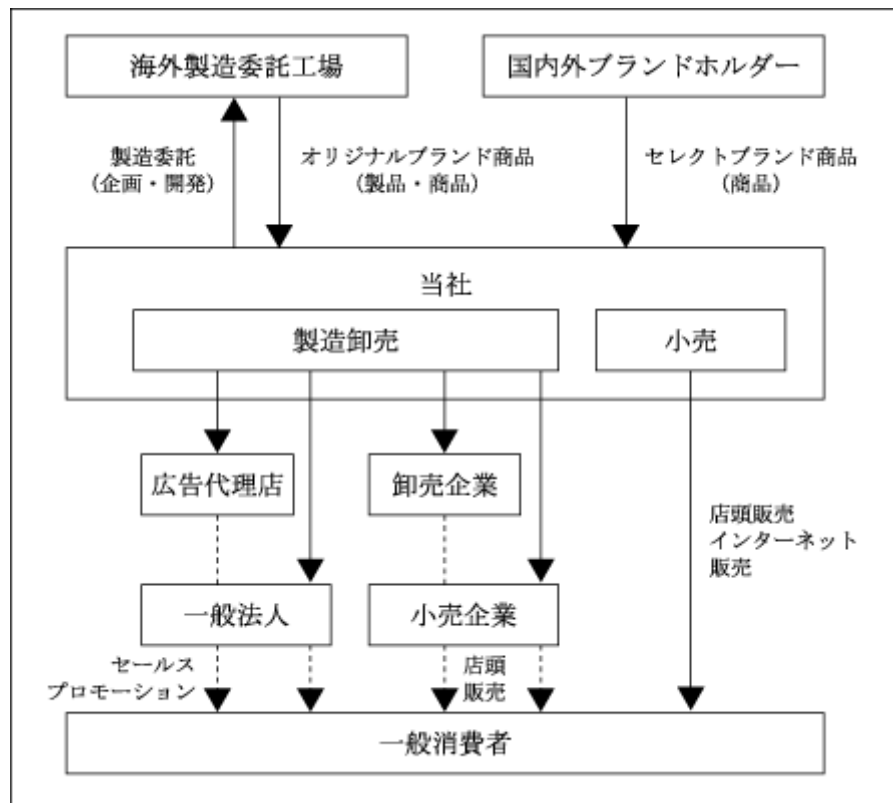 海外製造委託工場
国内外ブランドホルダー
製造委託
(企画・開発)
オリジナルブランド商品
(製品・商品)
セレクトブランド商品
(商品)
当社
製造卸売
小売
広告代理店
卸売企業
店頭販売
インターネット
販売
一般法人
小売企業
セールス
プロモーション
店頭
販売
一般消費者